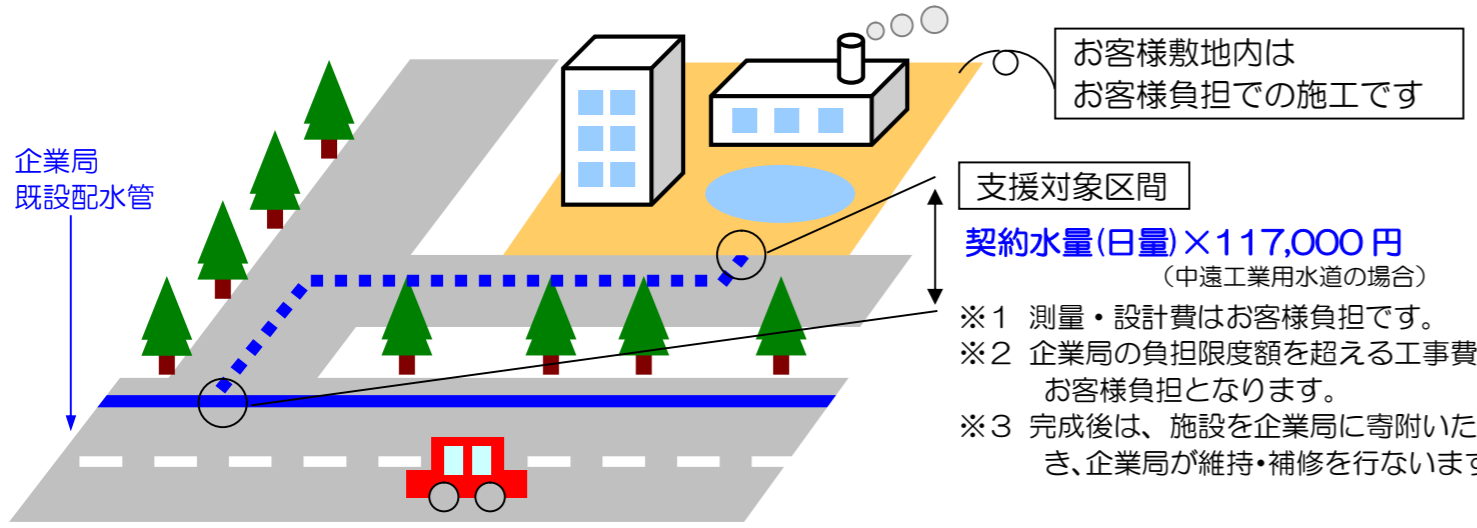 お客様敷地内は
お客様負担での施工です
企業局
既設配水管
支援対象区間
契約水量(日量)×117,000円
(中遠工業用水道の場合)
※1 測量・設計費はお客様負担です。
※2 企業局の負担限度額を超える工事費
お客様負担となります。
※3 完成後は、施設を企業局に寄附いた
き、企業局が維持・補修を行ないます